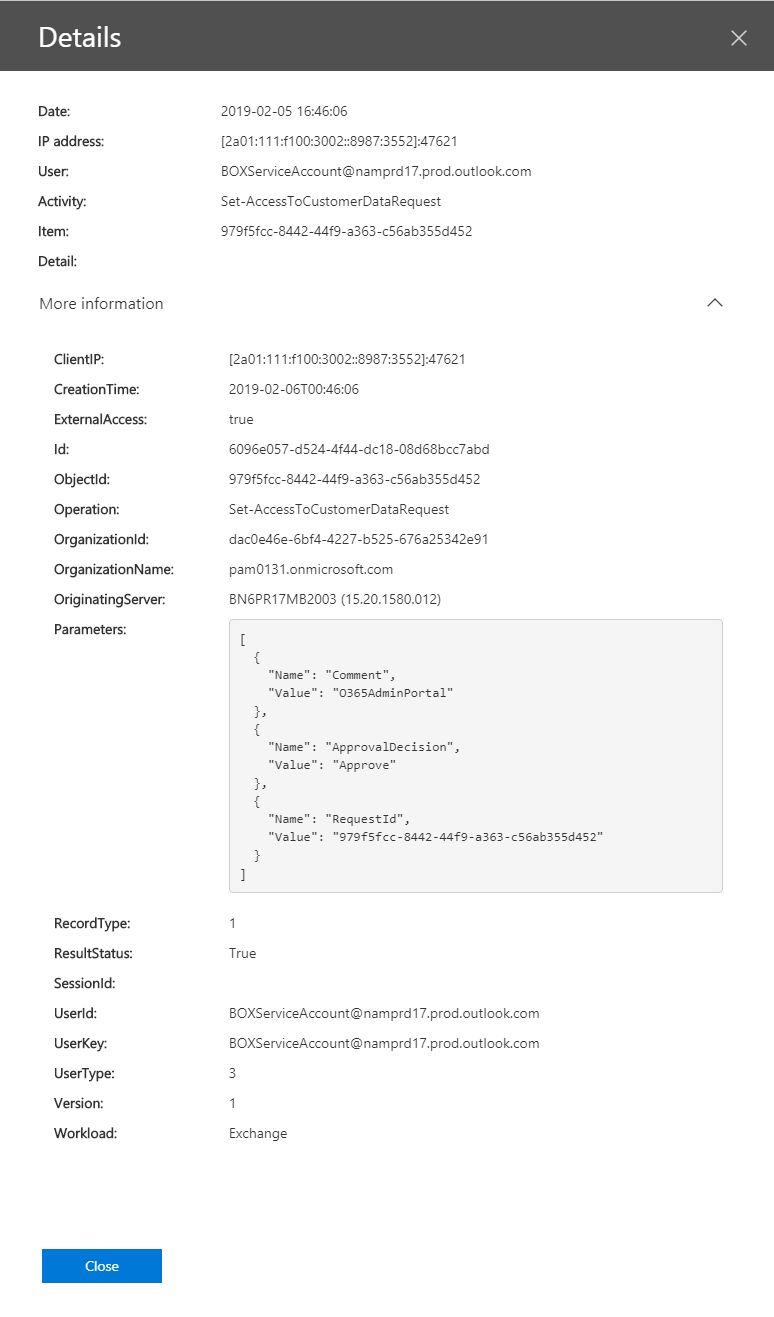 Details
Date: 2019-02-05 16:46:06
IP address: [2a01:111:f100:3002::8987:3552]:47621
User: BOXServiceAccount@namprd17.prod.outlook.com
Activity: Set-AccessToCustomerDataRequest
Item: 979f5fcc-8442-44f9-a363-c56ab355d452
Detail:
More information
ClientIP: [2a01:111:f100:3002::8987:3552]:47621
CreationTime: 2019-02-06T00:46:06
ExternalAccess: true
Id: 6096e057-d524-4f44-dc18-08d68bcc7abd
ObjectId: 979f5fcc-8442-44f9-a363-c56ab355d452
Operation: Set-AccessToCustomerDataRequest
OrganizationId: dac0e46e-6bf4-4227-b525-676a25342e91
OrganizationName: pam0131.onmicrosoft.com
OriginatingServer: BN6PR17MB2003 (15.20.1580.012)
Parameters: [
{
"Name": "Comment",
"Value": "O365AdminPortal"
},
{
"Name": "ApprovalDecision",
"Value": "Approve"
},
{
"Name": "RequestId",
"Value": "979f5fcc-8442-44f9-a363-c56ab355d452"
}
]
RecordType: 1
ResultStatus: True
SessionId:
UserId: BOXServiceAccount@namprd17.prod.outlook.com
UserKey: BOXServiceAccount@namprd17.prod.outlook.com
UserType: 3
Version: 1
Workload: Exchange
Close